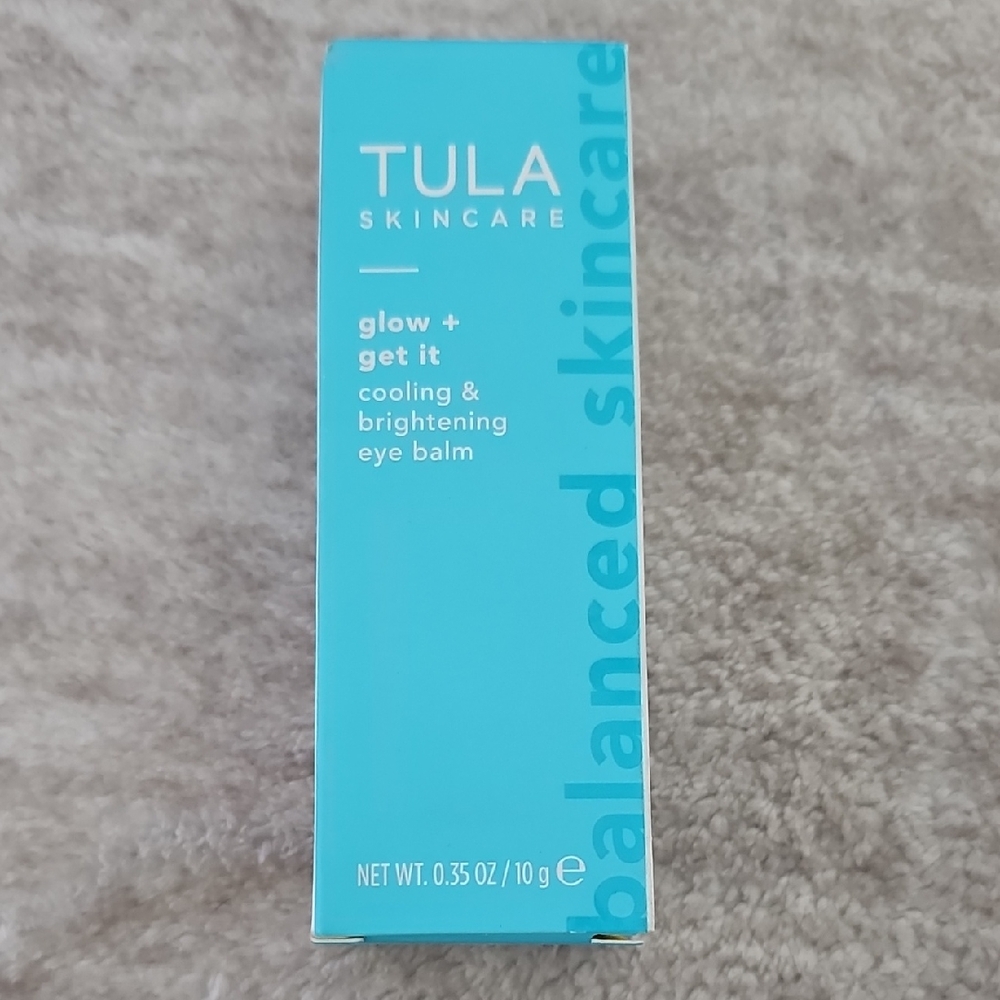 TULA
SKINCARE
glow +
get it
cooling &
brightening
eye balm
NET WT. 0.35 OZ / 10 g ℮
balanced skincare